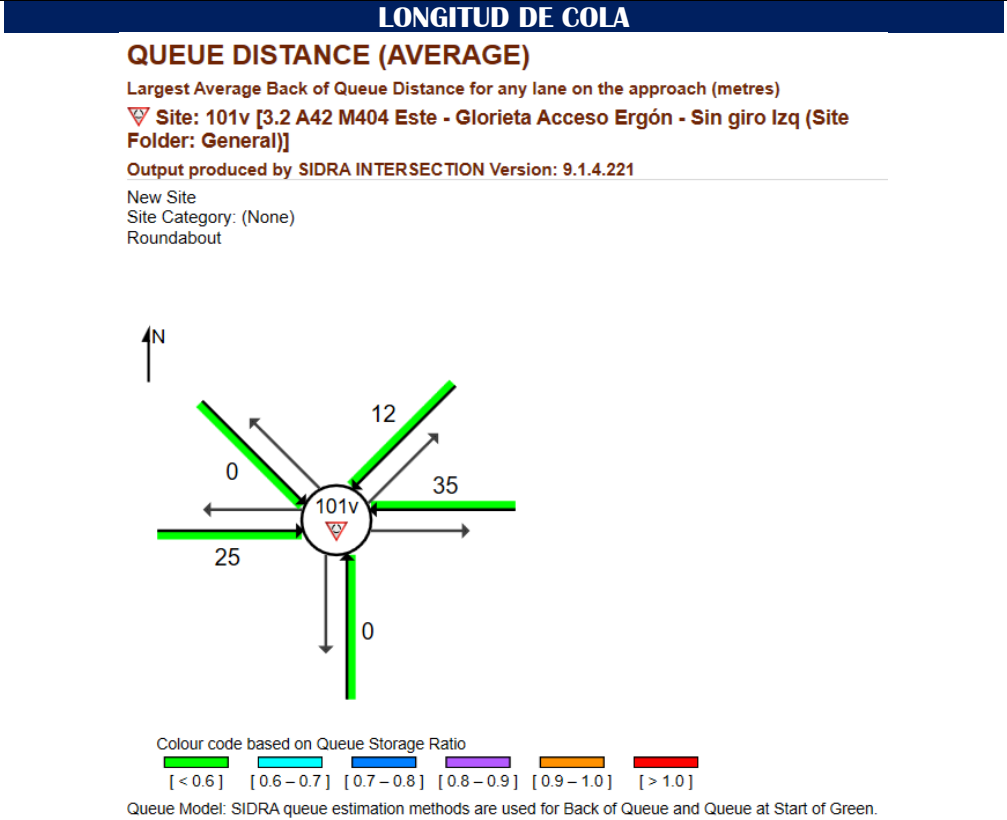 LONGITUD DE COLA
QUEUE DISTANCE (AVERAGE)
Largest Average Back of Queue Distance for any lane on the approach (metres)
Site: 101v [3.2 A42 M404 Este - Glorieta Acceso Ergón - Sin giro Izq (Site
Folder: General)]
Output produced by SIDRA INTERSECTION Version: 9.1.4.221
New Site
Site Category: (None)
Roundabout
N
12
0
35
101v
25
0
Colour code based on Queue Storage Ratio
[ < 0.6 ] [ 0.6 – 0.7 ] [ 0.7 – 0.8 ] [ 0.8 – 0.9 ] [ 0.9 – 1.0 ] [ > 1.0 ]
Queue Model: SIDRA queue estimation methods are used for Back of Queue and Queue at Start of Green.